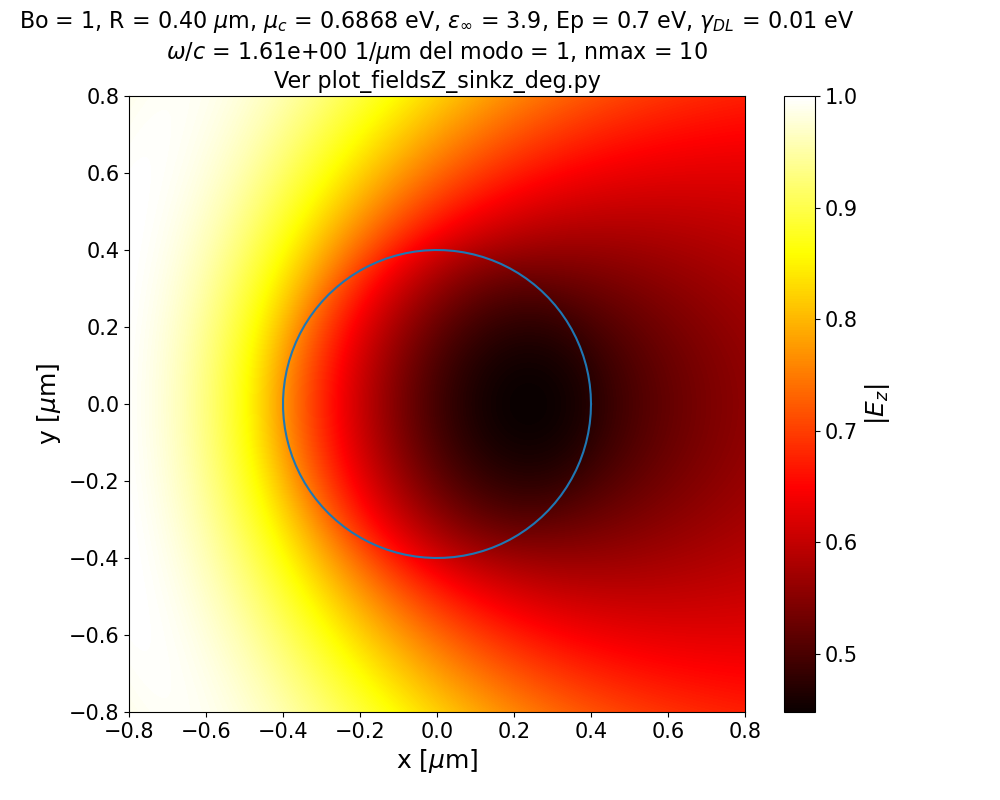 Bo = 1, R = 0.40 μm, μ_c = 0.6868 eV, ε_∞ = 3.9, Ep = 0.7 eV, γ_DL = 0.01 eV
ω/c = 1.61e+00 1/μm del modo = 1, nmax = 10
Ver plot_fieldsZ_sinkz_deg.py
0.8
0.6
0.4
0.2
0.0
−0.2
−0.4
−0.6
−0.8
y [μm]
−0.8 −0.6 −0.4 −0.2 0.0 0.2 0.4 0.6 0.8
x [μm]
1.0
0.9
0.8
0.7
0.6
0.5
|E_z|